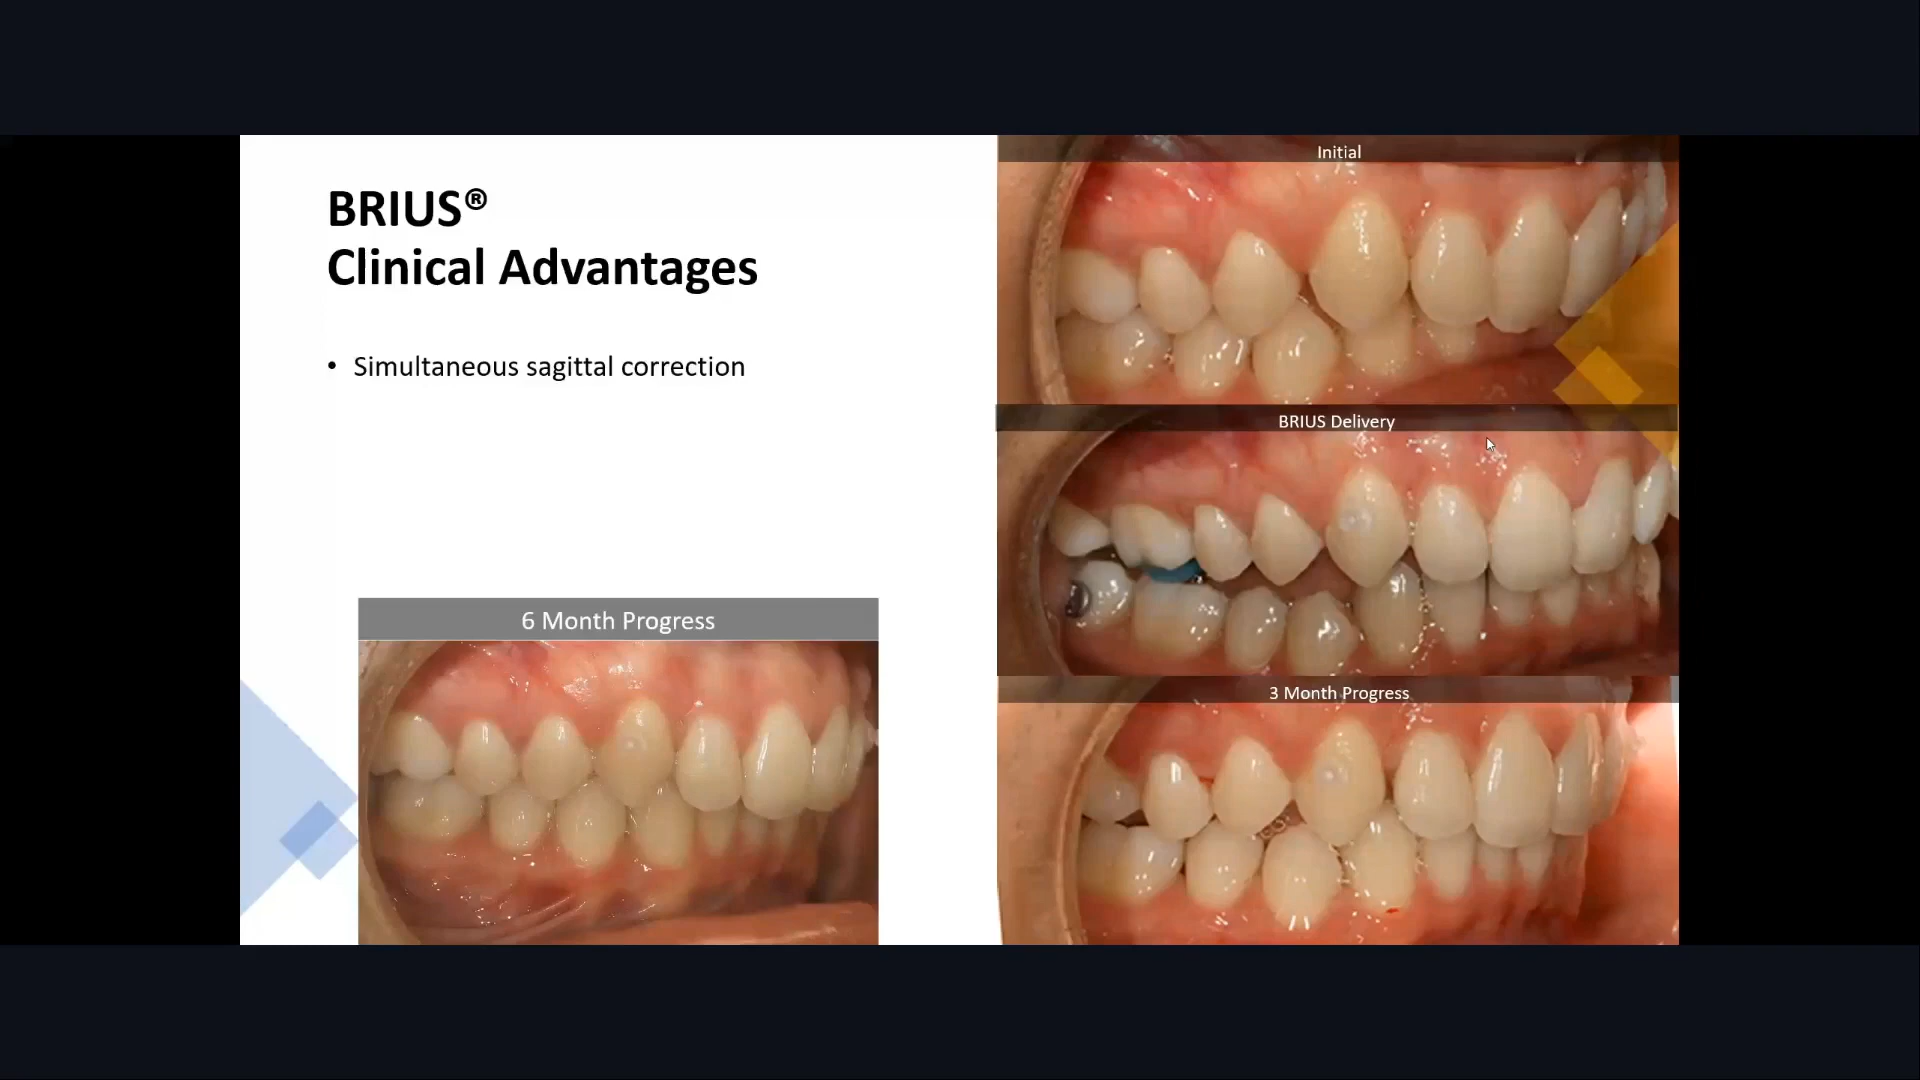 BRIUS®
Clinical Advantages
• Simultaneous sagittal correction
6 Month Progress
Initial
BRIUS Delivery
3 Month Progress